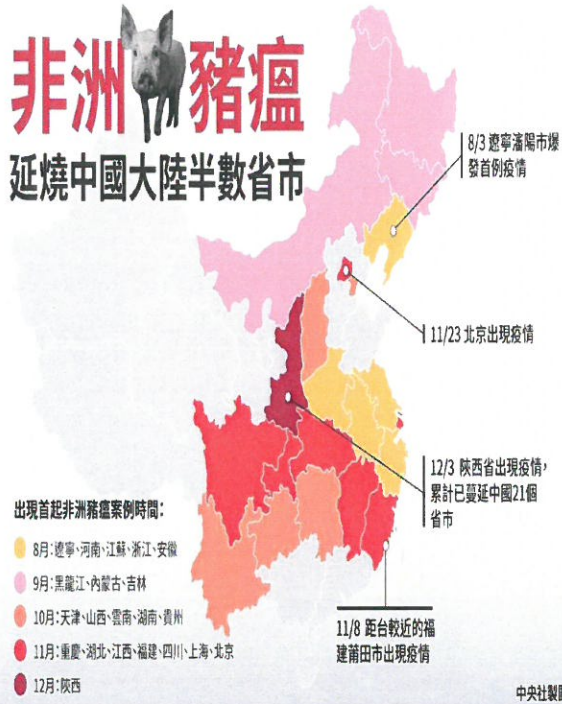 非洲豬瘟
延燒中國大陸半數省市
8/3 遼寧瀋陽市爆
發首例疫情
11/23 北京出現疫情
12/3 陝西省出現疫情，
累計已蔓延中國21個
省市
11/8 距台較近的福
建莆田市出現疫情
出現首起非洲豬瘟案例時間：
8月：遼寧、河南、江蘇、浙江、安徽
9月：黑龍江、內蒙古、吉林
10月：天津、山西、雲南、湖南、貴州
11月：重慶、湖北、江西、福建、四川、上海、北京
12月：陝西
中央社製